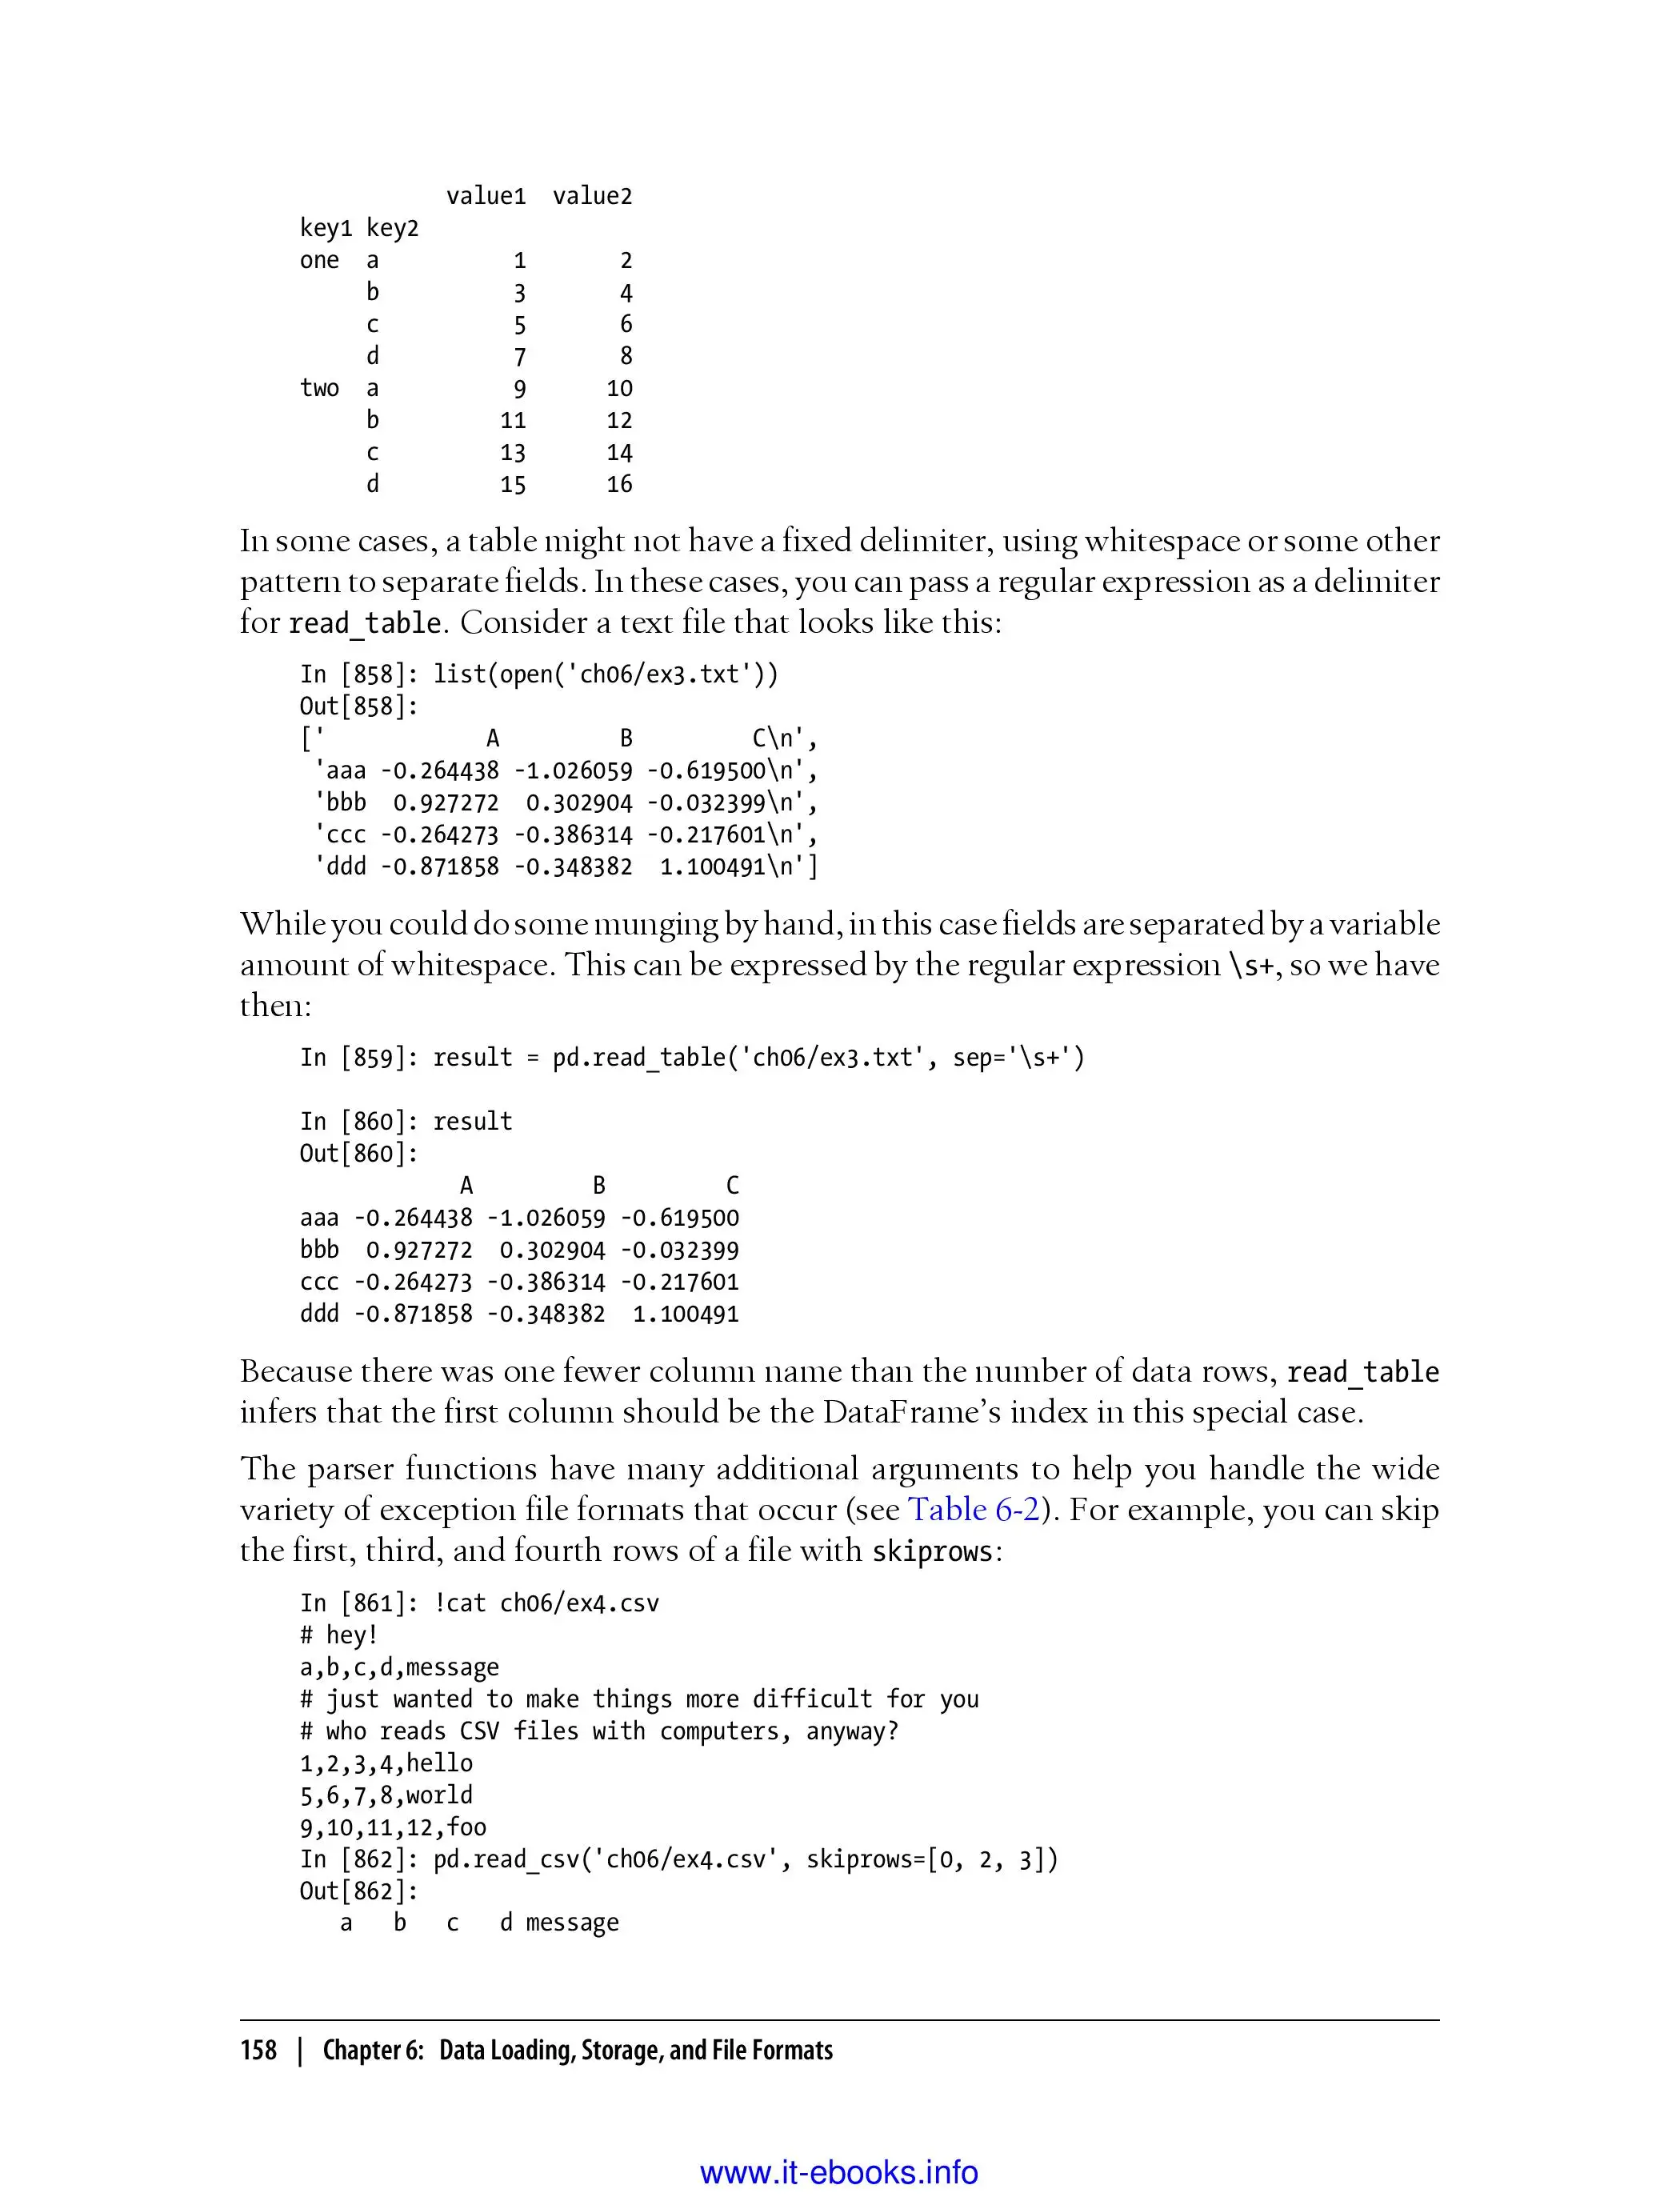 value1  value2
key1 key2
one  a          1       2
     b          3       4
     c          5       6
     d          7       8
two  a          9      10
     b         11      12
     c         13      14
     d         15      16
In some cases, a table might not have a fixed delimiter, using whitespace or some other
pattern to separate fields. In these cases, you can pass a regular expression as a delimiter
for read_table. Consider a text file that looks like this:
In [858]: list(open('ch06/ex3.txt'))
Out[858]:
['            A         B         C\n',
 'aaa -0.264438 -1.026059 -0.619500\n',
 'bbb  0.927272  0.302904 -0.032399\n',
 'ccc -0.264273 -0.386314 -0.217601\n',
 'ddd -0.871858 -0.348382  1.100491\n']
While you could do some munging by hand, in this case fields are separated by a variable
amount of whitespace. This can be expressed by the regular expression \s+, so we have
then:
In [859]: result = pd.read_table('ch06/ex3.txt', sep='\s+')
In [860]: result
Out[860]:
            A         B         C
aaa -0.264438 -1.026059 -0.619500
bbb  0.927272  0.302904 -0.032399
ccc -0.264273 -0.386314 -0.217601
ddd -0.871858 -0.348382  1.100491
Because there was one fewer column name than the number of data rows, read_table
infers that the first column should be the DataFrame's index in this special case.
The parser functions have many additional arguments to help you handle the wide
variety of exception file formats that occur (see Table 6-2). For example, you can skip
the first, third, and fourth rows of a file with skiprows:
In [861]: !cat ch06/ex4.csv
# hey!
a,b,c,d,message
# just wanted to make things more difficult for you
# who reads CSV files with computers, anyway?
1,2,3,4,hello
5,6,7,8,world
9,10,11,12,foo
In [862]: pd.read_csv('ch06/ex4.csv', skiprows=[0, 2, 3])
Out[862]:
   a   b   c   d message
158 | Chapter 6: Data Loading, Storage, and File Formats
www.it-ebooks.info